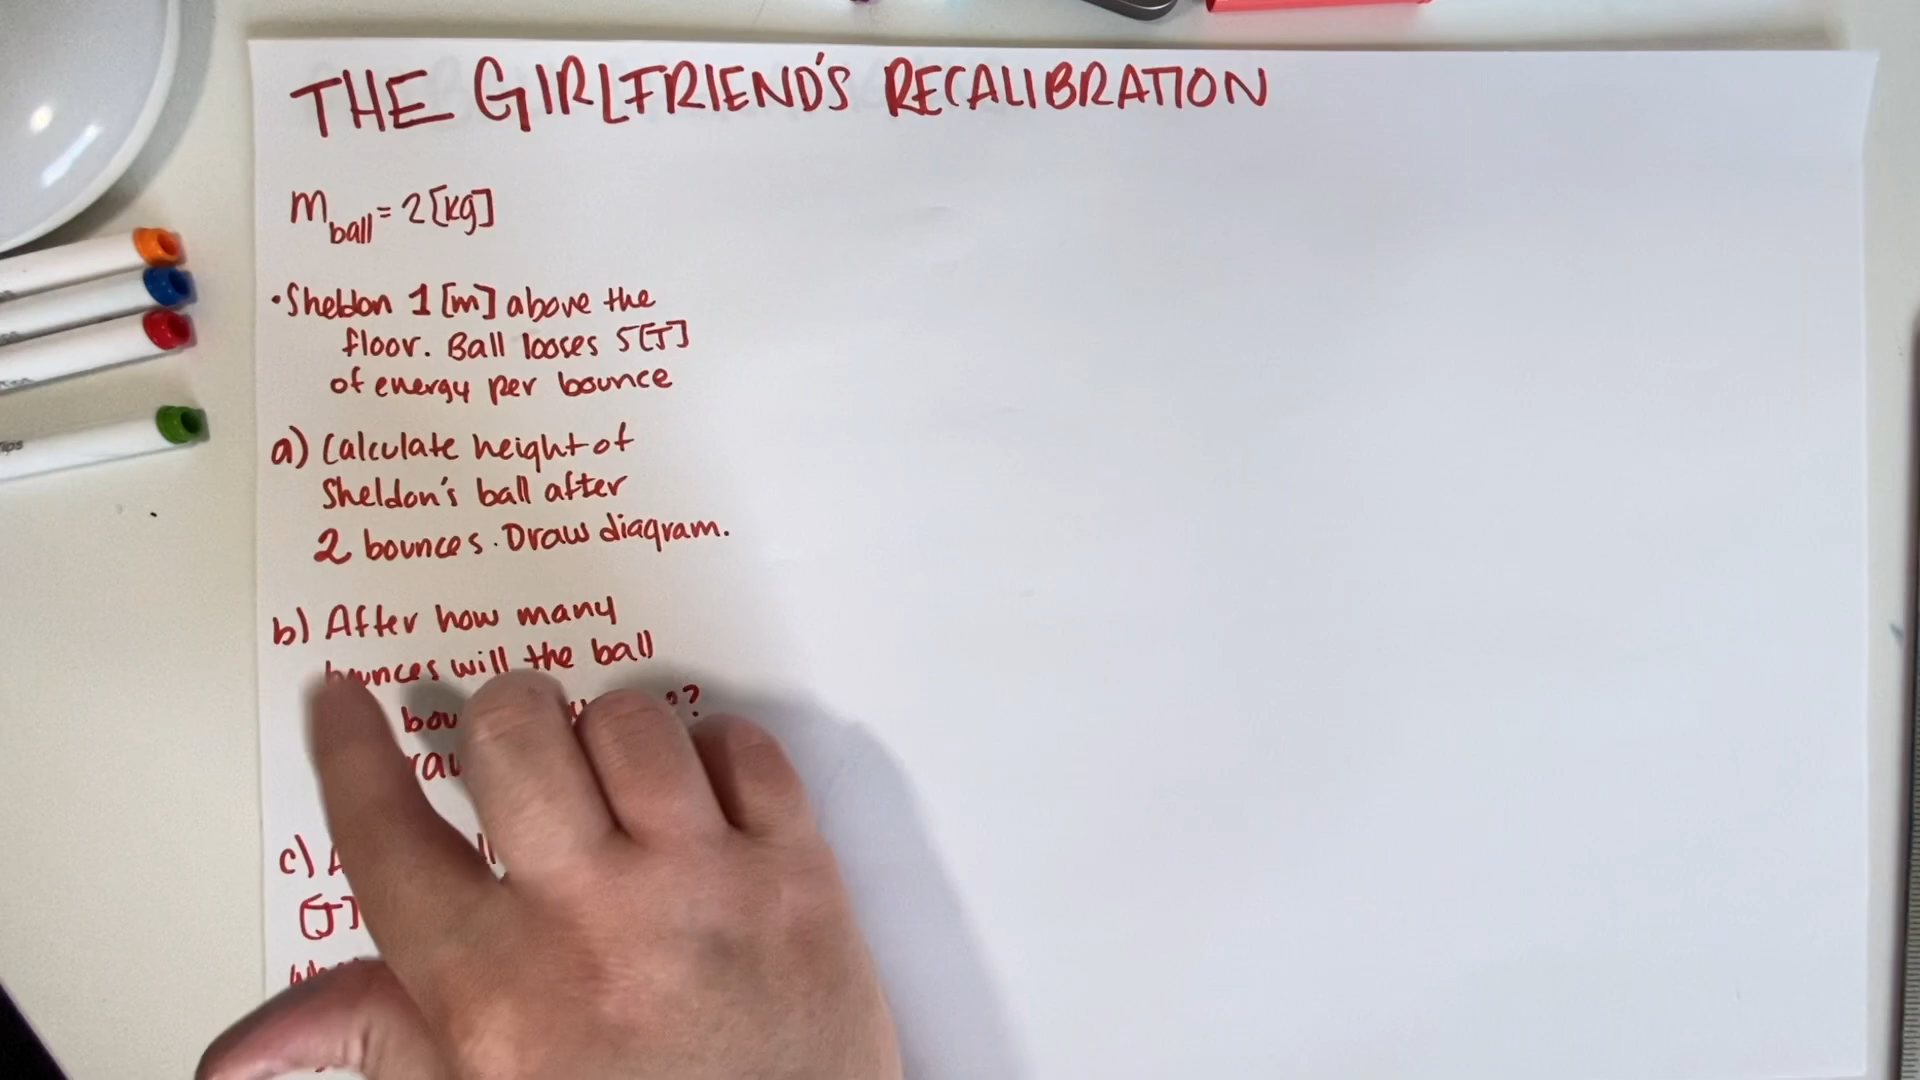 THE GIRLFRIEND'S RECALIBRATION
m ball = 2 [kg]
• Sheldon 1 [m] above the
floor. Ball looses 5 [J]
of energy per bounce
a) Calculate height of
Sheldon's ball after
2 bounces. Draw diagram.
b) After how many
bounces will the ball
?
c)
[J]